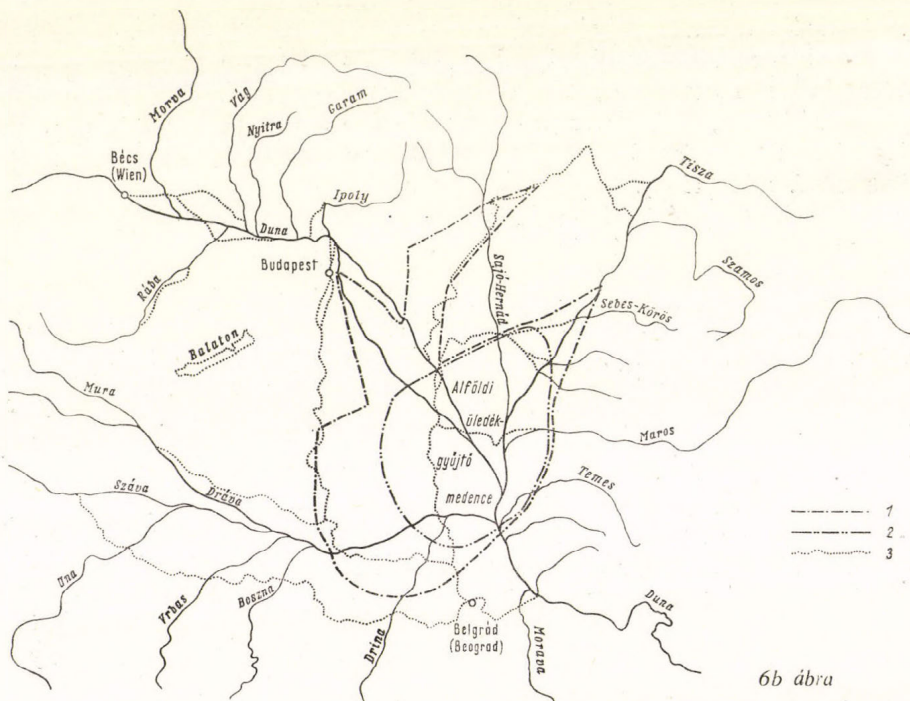 Morva
Vág
Nyitra
Garam
Bécs
(Wien)
Ipoly
Tisza
Duna
Budapest
Rába
Sajó-Hernád
Szamos
Sebes-Körös
Balaton
Mura
Alföldi
üledék-
gyűjtő
medence
Maros
Temes
Száva
Dráva
Una
Vrbas
Boszna
Drina
Belgrád
(Beograd)
Morava
Duna
1
2
3
6b ábra